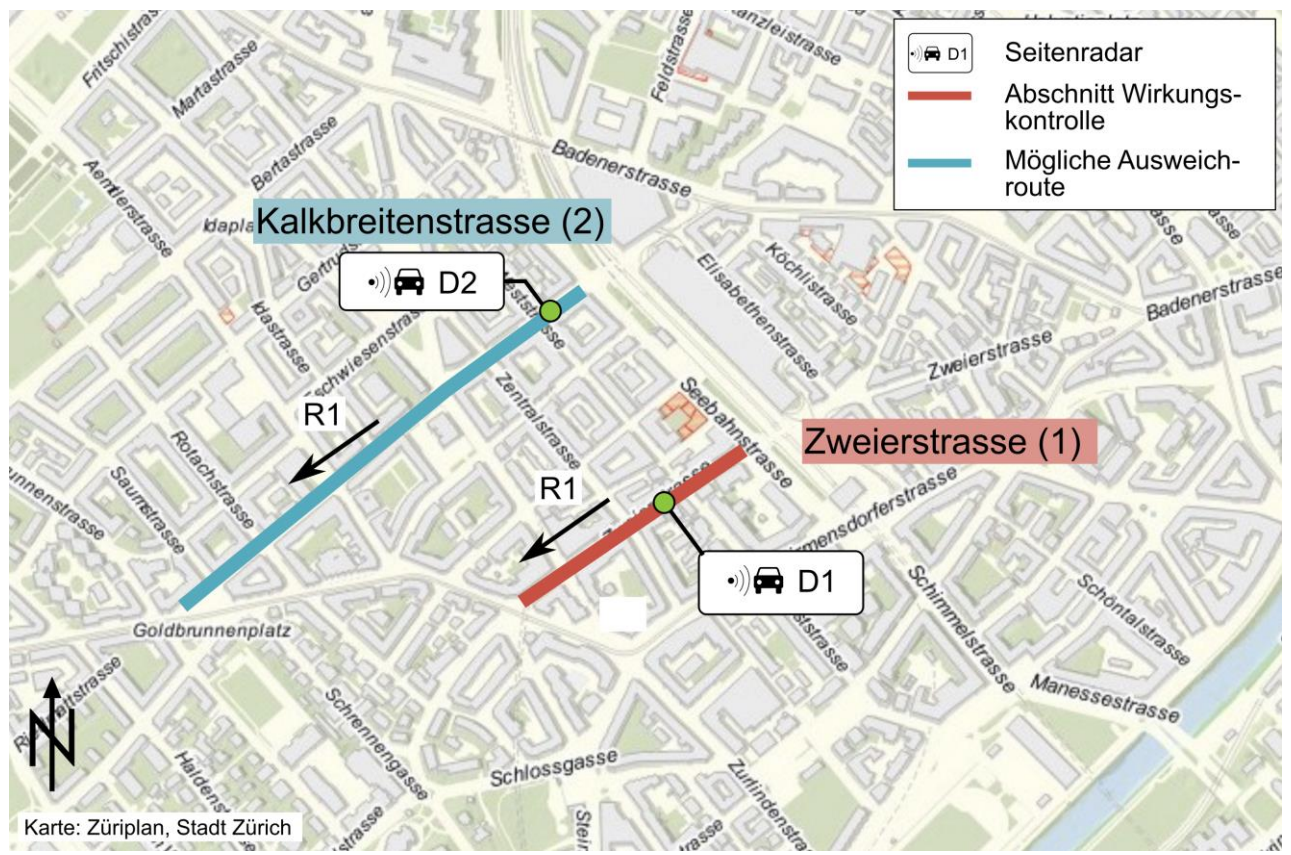 D1
Seitenradar
Abschnitt Wirkungs-
kontrolle
Mögliche Ausweich-
route
Fritschistrasse
Martastrasse
Feldstrasse
Badenerstrasse
Bertastrasse
Aemtlerstrasse
Kalkbreitenstrasse (2)
D2
Köchlistrasse
Elisabethenstrasse
Badenerstrasse
Zweierstrasse
Idastrasse
Seebahnstrasse
R1
Zentralstrasse
Zweierstrasse (1)
Rotachstrasse
Saumstrasse
R1
D1
Schimmelstrasse
Schöntalstrasse
Goldbrunnenplatz
Manessestrasse
Schrennengasse
Schlossgasse
N
Karte: Züriplan, Stadt Zürich